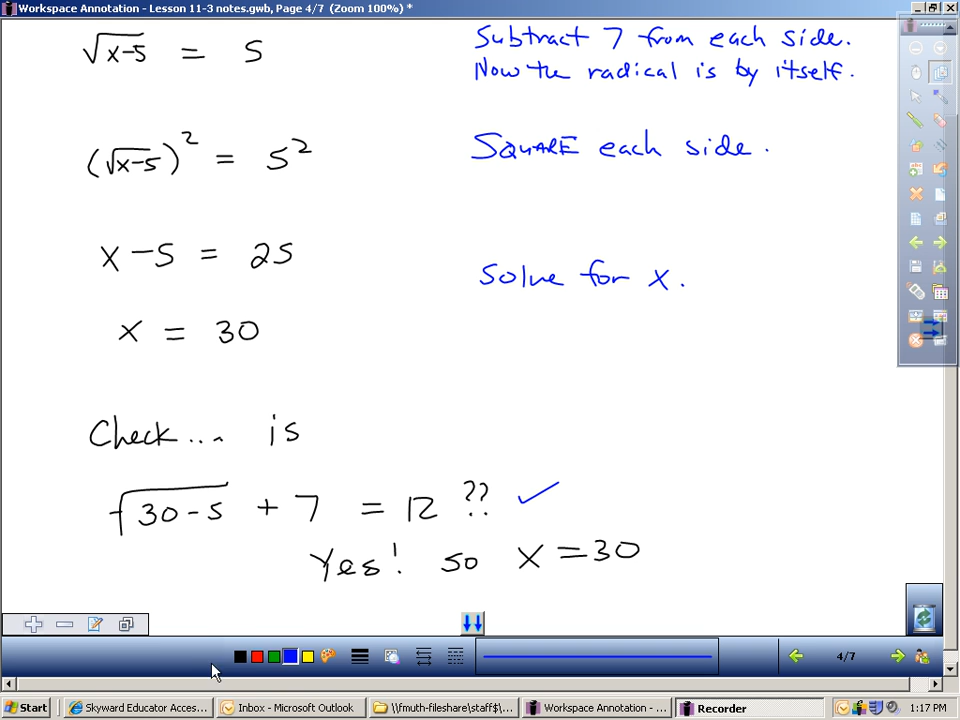 Workspace Annotation - Lesson 11-3 notes.gwb, Page 4/7 (Zoom 100%) *
√x-5 = 5
Subtract 7 from each side.
Now the radical is by itself.
(√x-5)² = 5²
SQUARE each side.
x - 5 = 25
Solve for x.
x = 30
Check.... is
√30-5 + 7 = 12 ?? ✓
Yes! so x = 30
4/7
Start
Skyward Educator Acces...
Inbox - Microsoft Outlook
\\fmuth-fileshare\staff$\...
Workspace Annotation - ...
Recorder
1:17 PM